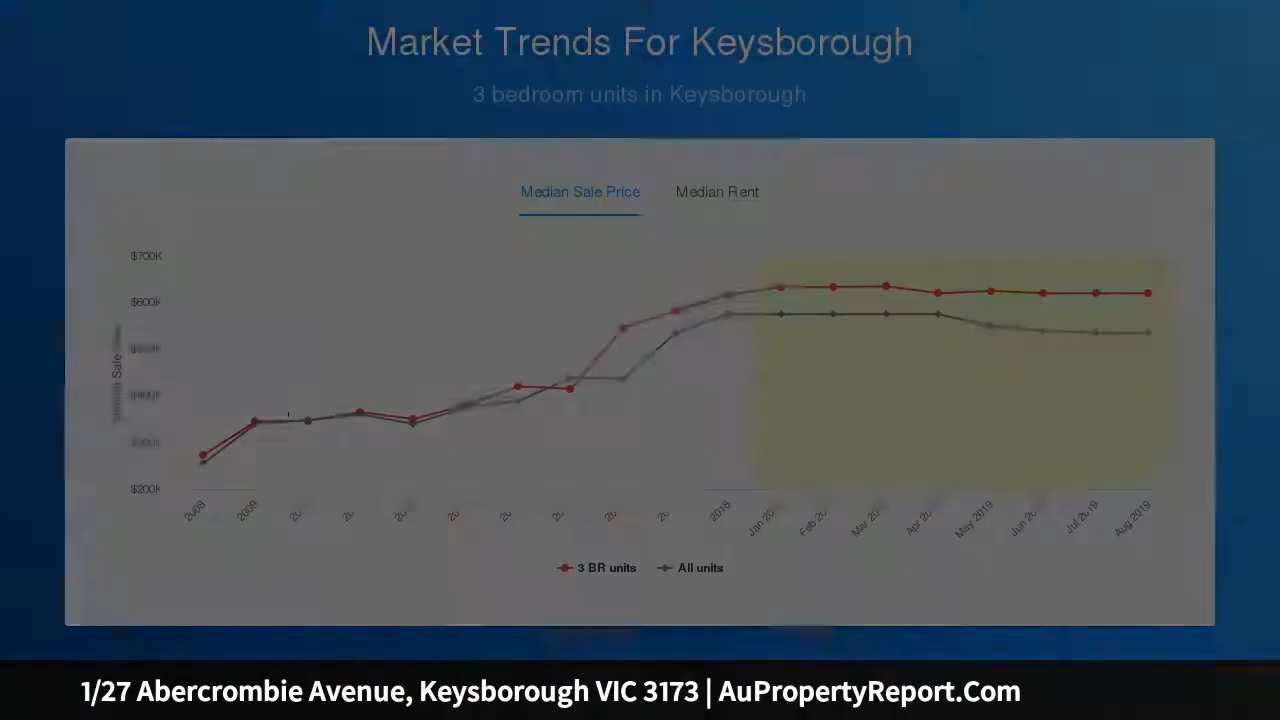 Market Trends For Keysborough
3 bedroom units in Keysborough
Median Sale Price Median Rent
$700K
$600K
$400K
$200K
Sale
2008 2009 2018 May 2019 Jul 2019 Aug 2019
3 BR units All units
1/27 Abercrombie Avenue, Keysborough VIC 3173 | AuPropertyReport.Com